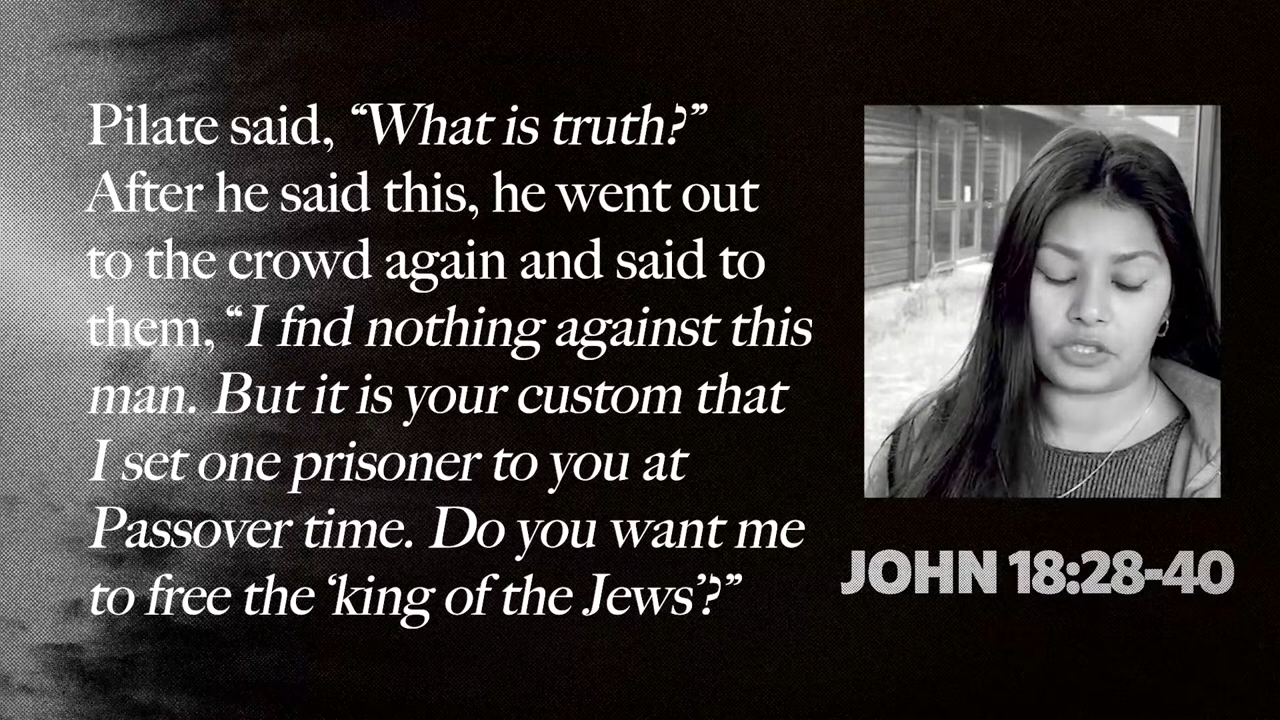 Pilate said, “What is truth?”
After he said this, he went out
to the crowd again and said to
them, “I fnd nothing against this
man. But it is your custom that
I set one prisoner to you at
Passover time. Do you want me
to free the ‘king of the Jews’?”
JOHN 18:28-40